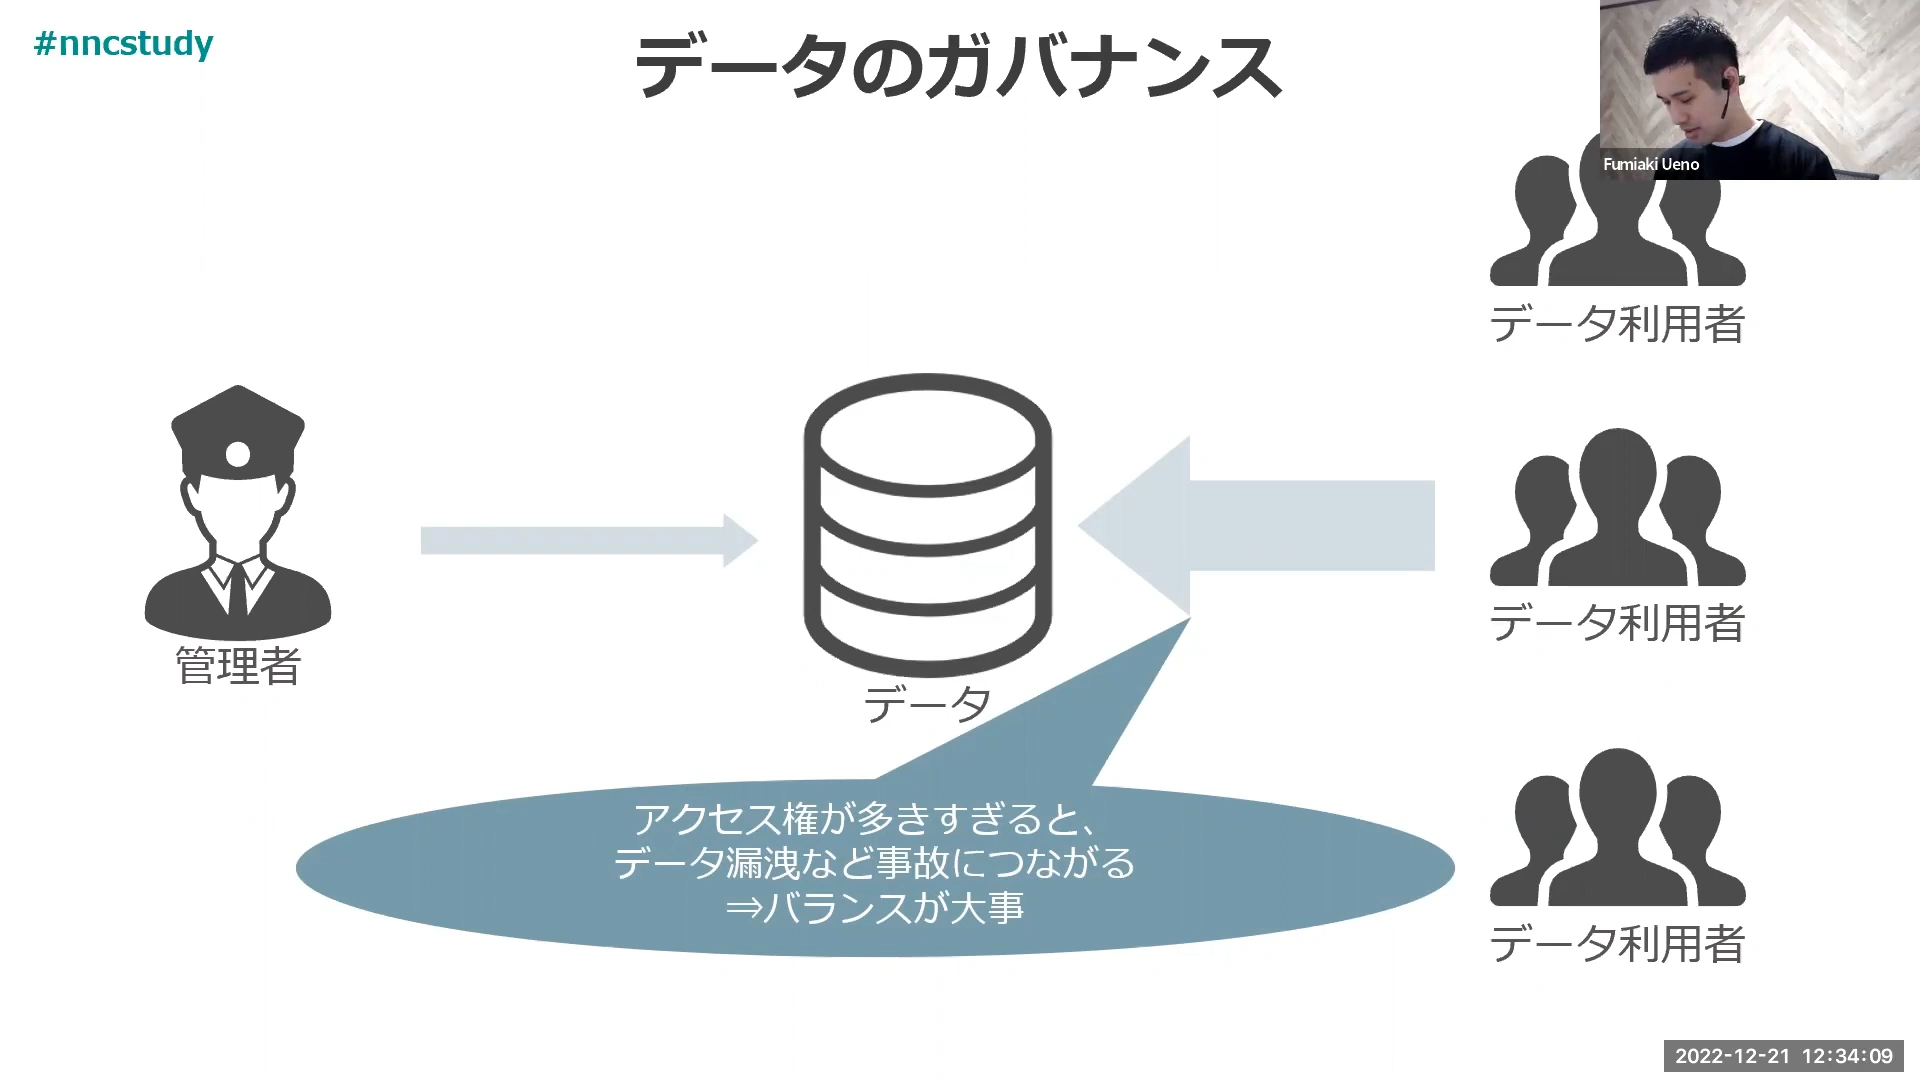 #nncstudy
データのガバナンス
Fumiaki Ueno
データ利用者
管理者
データ
データ利用者
アクセス権が多きすぎると、
データ漏洩など事故につながる
⇒バランスが大事
データ利用者
2022-12-21 12:34:09